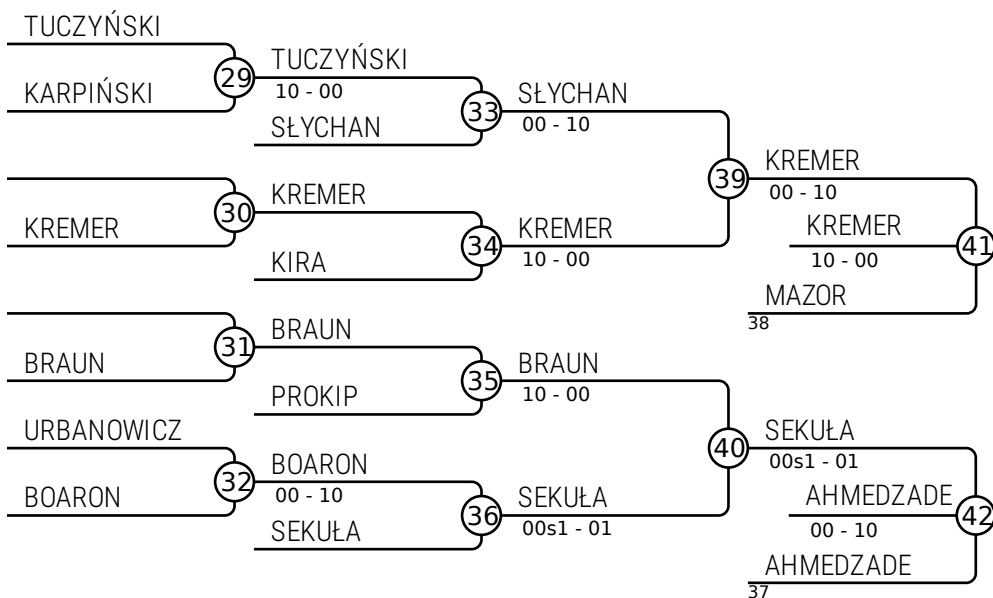 TUCZYŃSKI
29
TUCZYŃSKI
10 - 00
KARPIŃSKI
33
SŁYCHAN
00 - 10
SŁYCHAN
39
KREMER
00 - 10
30
KREMER
KREMER
34
KREMER
10 - 00
KREMER
10 - 00
41
KIRA
MAZOR
38
31
BRAUN
BRAUN
35
BRAUN
10 - 00
PROKIP
URBANOWICZ
40
SEKUŁA
00s1 - 01
32
BOARON
00 - 10
BOARON
36
SEKUŁA
00s1 - 01
AHMEDZADE
00 - 10
42
SEKUŁA
AHMEDZADE
37